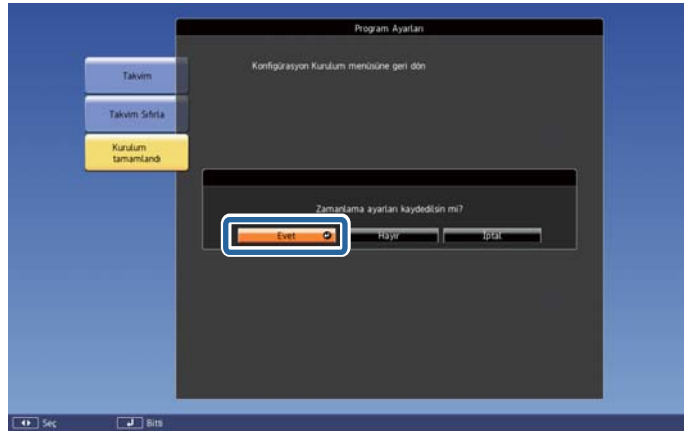 Program Ayarları
Takvim
Konfigürasyon Kurulum menüsüne geri dön
Takvim Sıfırla
Kurulum
tamamlandı
Zamanlama ayarları kaydedilsin mi?
Evet Hayır İptal
Seç Bitti